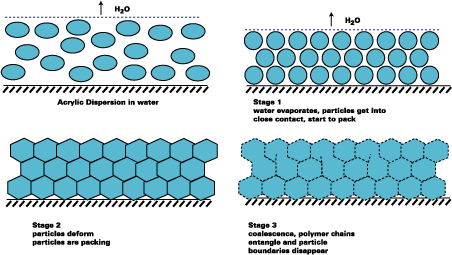 H₂O
Acrylic Dispersion in water
H₂O
Stage 1
water evaporates, particles get into
close contact, start to pack
Stage 2
particles deform
particles are packing
Stage 3
coalescence, polymer chains
entangle and particle
boundaries disappear